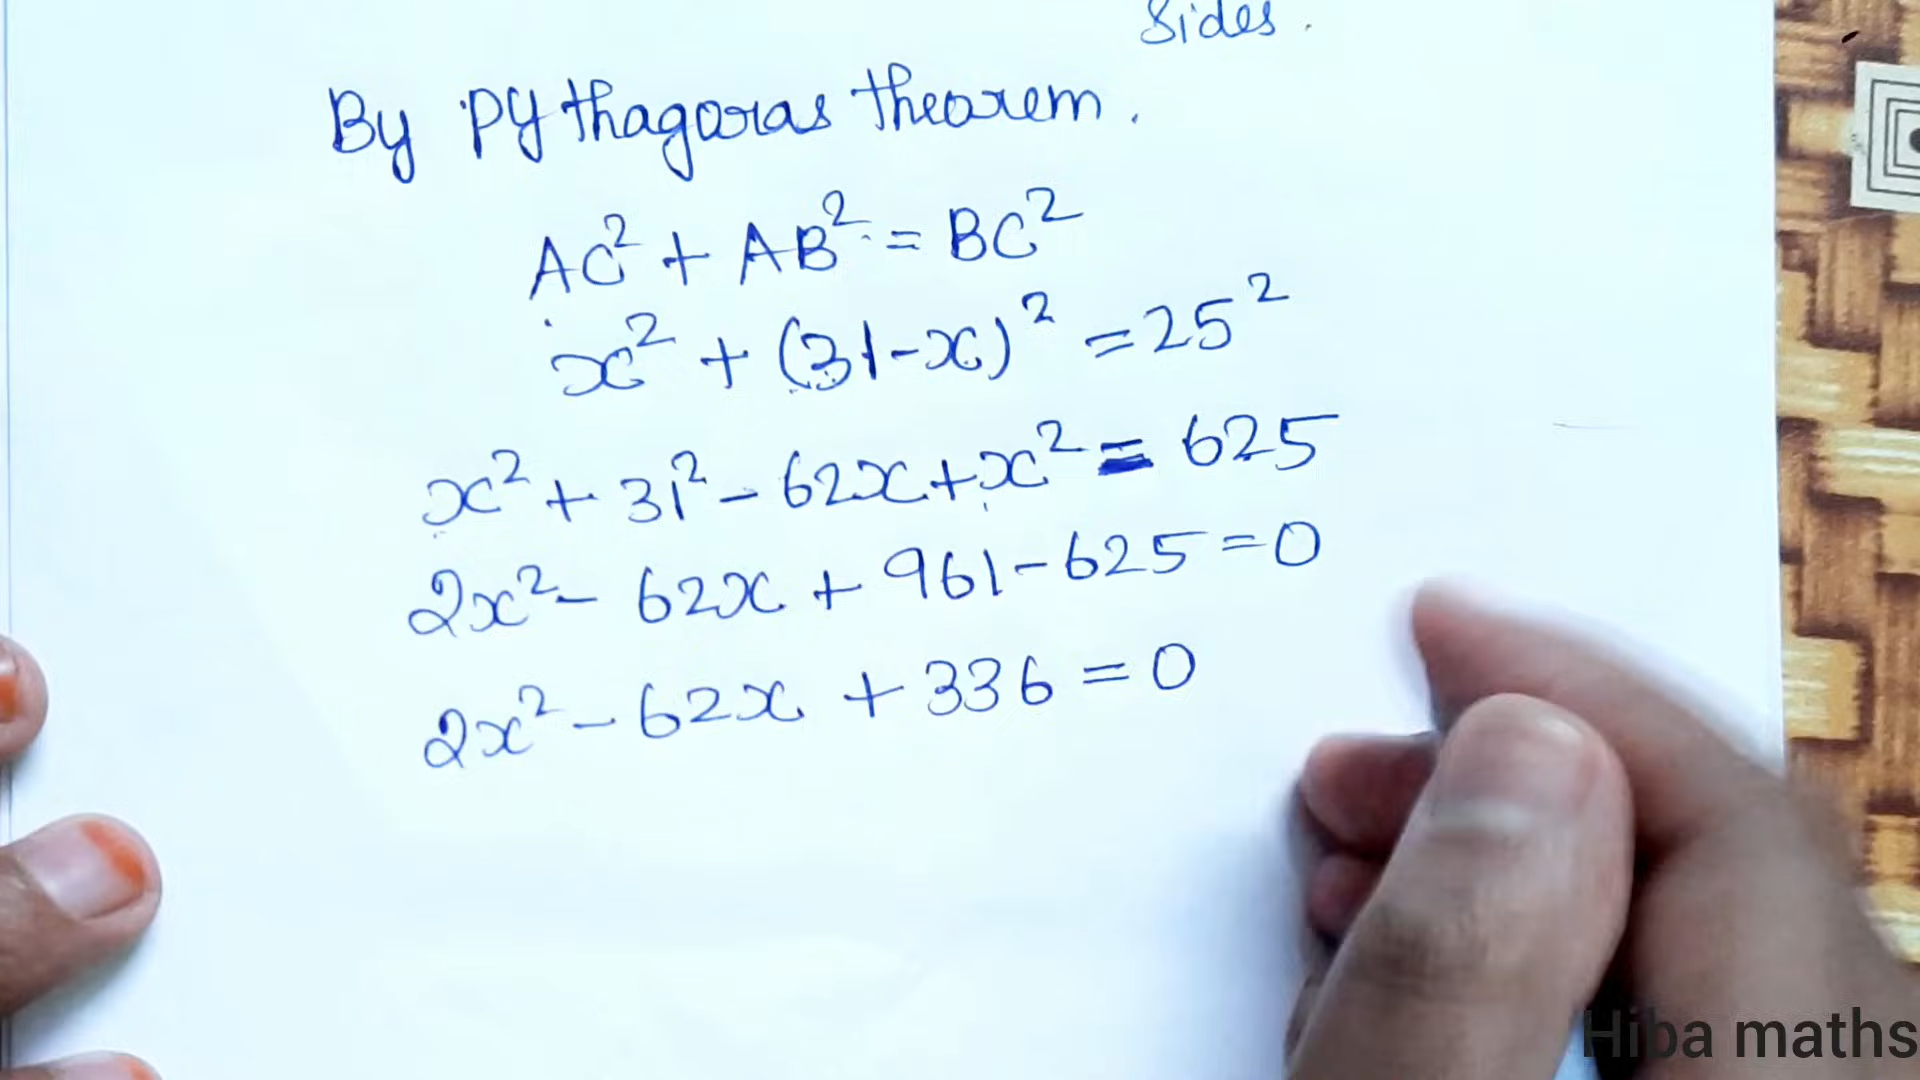 Sides.
By Pythagoras thearem.
AC² + AB² = BC²
x² + (31-x)² = 25²
x² + 31² - 62x + x² = 625
2x² - 62x + 961 - 625 = 0
2x² - 62x + 336 = 0
Hiba maths